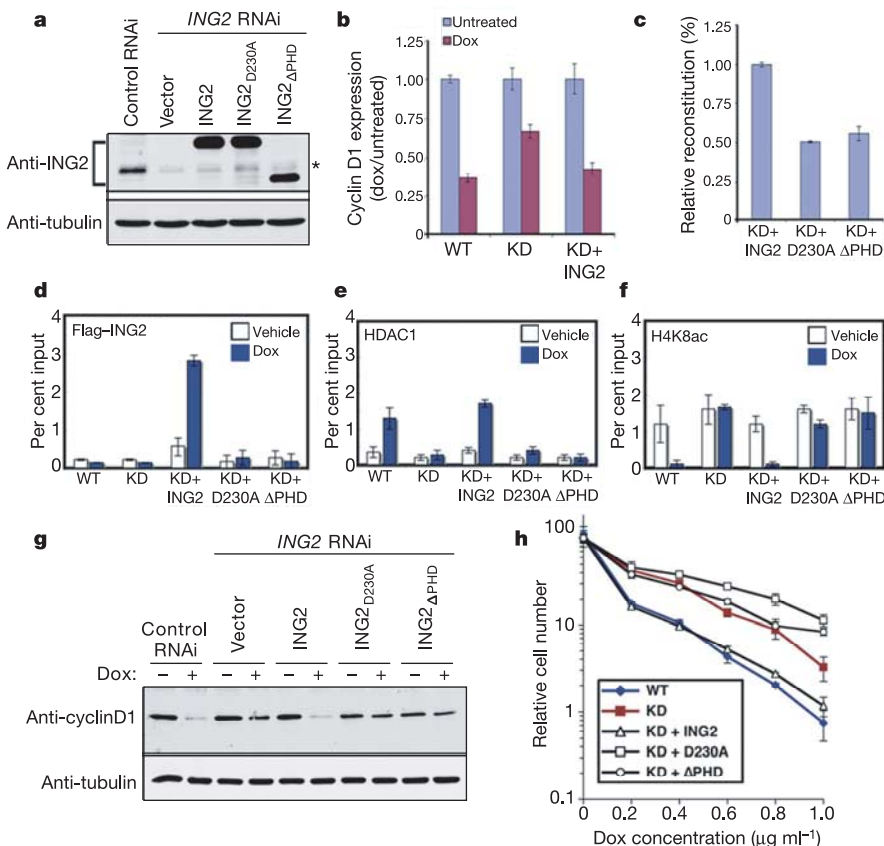 a
ING2 RNAi
Control RNAi
Vector
ING2
ING2D230A
ING2ΔPHD
Anti-ING2
*
Anti-tubulin
b
Untreated
Dox
Cyclin D1 expression
(dox/untreated)
1.25
1.00
0.75
0.50
0.25
0
WT
KD
KD+
ING2
c
Relative reconstitution (%)
1.25
1.00
0.75
0.50
0.25
0
KD+ KD+ KD+
ING2 D230A ΔPHD
d
Flag–ING2
Vehicle
Dox
Per cent input
4
3
2
1
0
WT KD KD+ KD+ KD+
ING2 D230A ΔPHD
e
HDAC1
Vehicle
Dox
Per cent input
4
3
2
1
0
WT KD KD+ KD+ KD+
ING2 D230A ΔPHD
f
H4K8ac
Vehicle
Dox
Per cent input
4
3
2
1
0
WT KD KD+ KD+ KD+
ING2 D230A ΔPHD
g
ING2 RNAi
Control
RNAi
Vector
ING2
ING2D230A
ING2ΔPHD
Dox: – + – + – + – + – +
Anti-cyclinD1
Anti-tubulin
h
Relative cell number
100
10
1
0.1
WT
KD
KD + ING2
KD + D230A
KD + ΔPHD
0 0.2 0.4 0.6 0.8 1.0
Dox concentration (μg ml⁻¹)